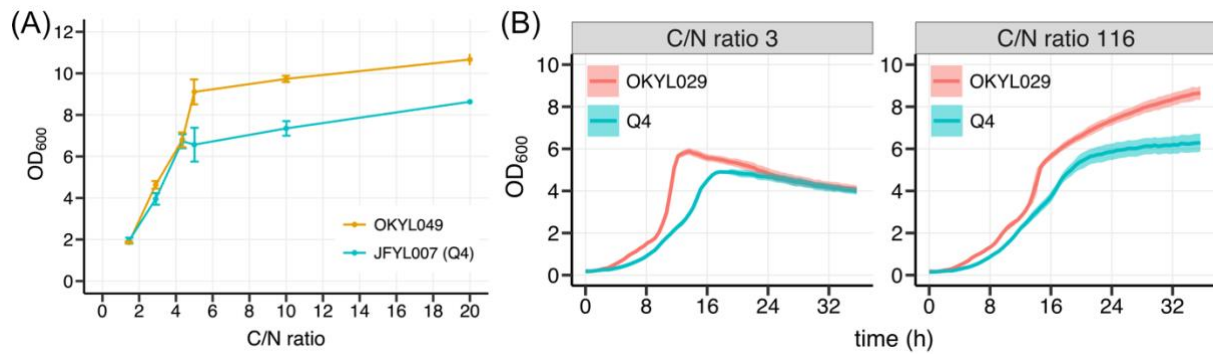 (A)
12
10
8
6
4
2
0
OD600
0 2 4 6 8 10 12 14 16 18 20
C/N ratio
OKYL049
JFYL007 (Q4)
(B)
C/N ratio 3
10
8
6
4
2
0
OD600
OKYL029
Q4
0 8 16 24 32
C/N ratio 116
10
8
6
4
2
0
OKYL029
Q4
0 8 16 24 32
time (h)